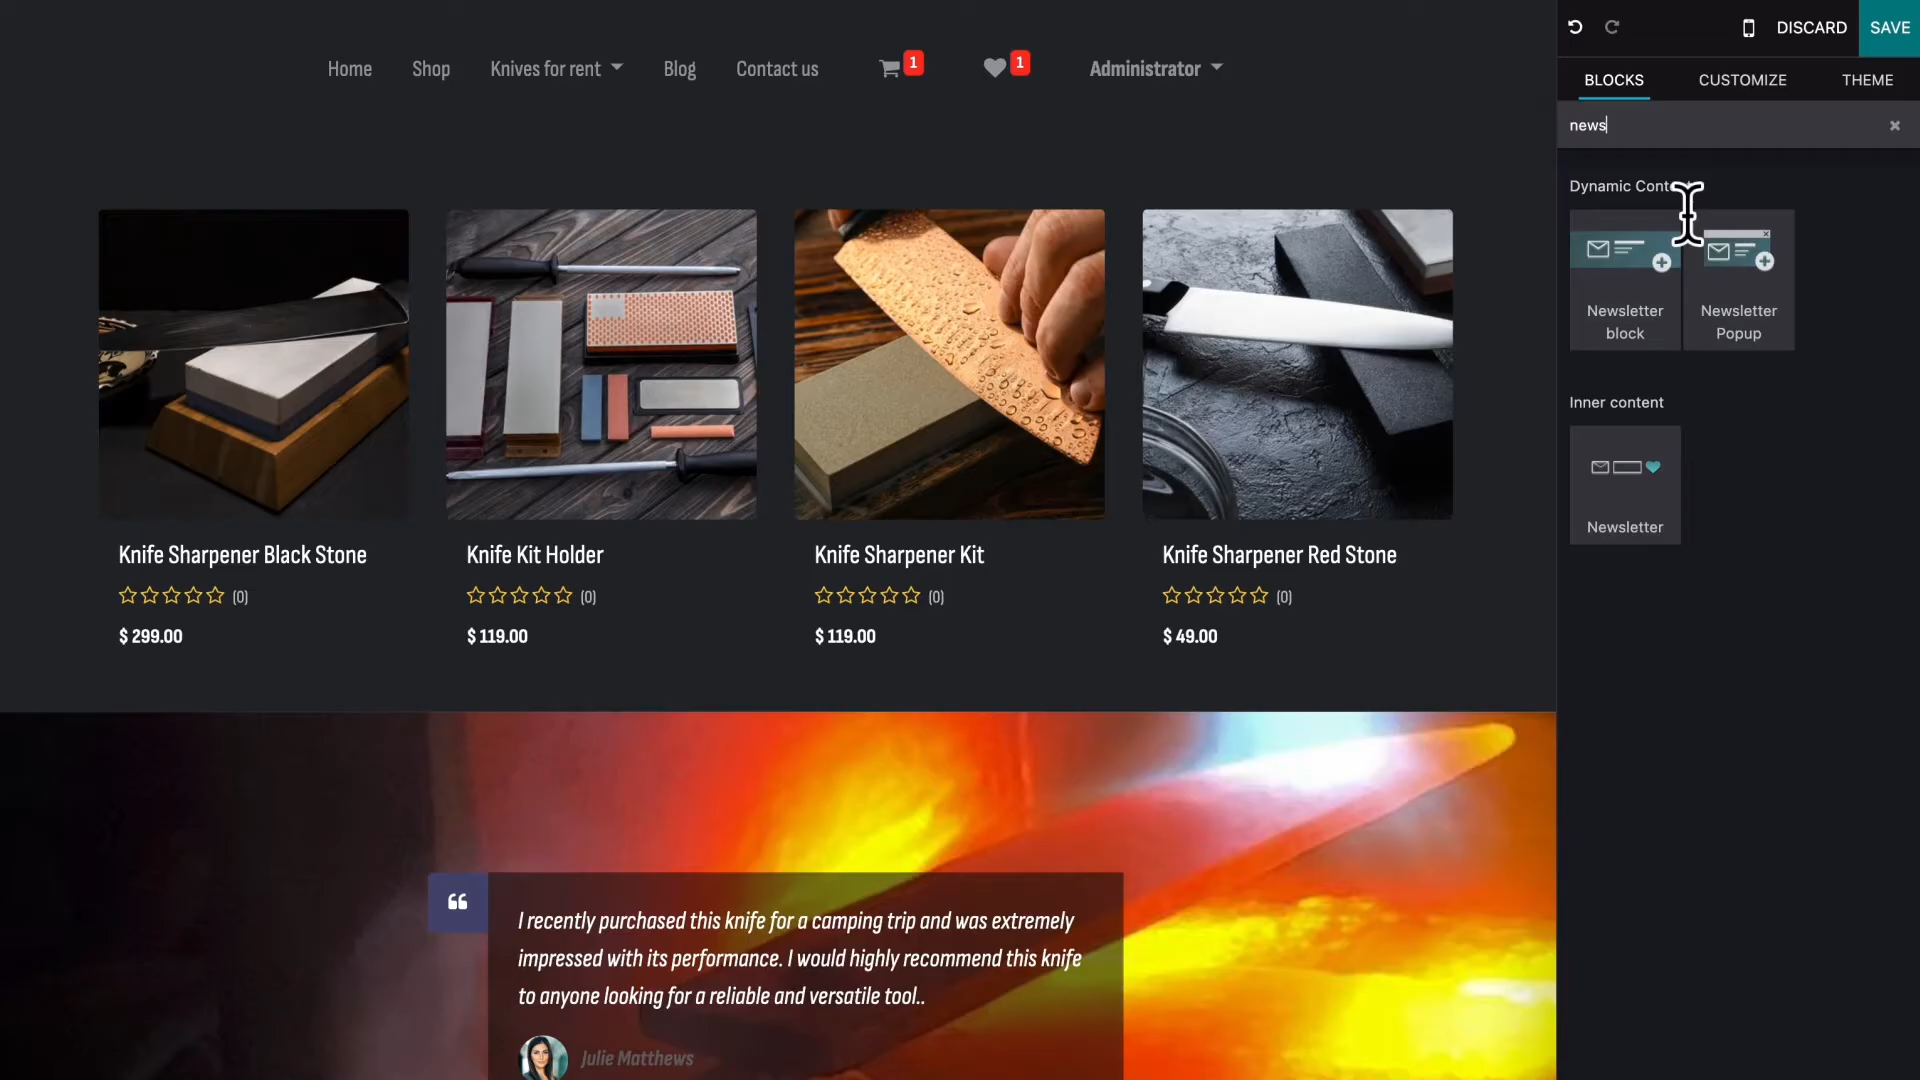 Home Shop Knives for rent Blog Contact us 1 1 Administrator
DISCARD SAVE
BLOCKS CUSTOMIZE THEME
news
Dynamic
Newsletter block
Newsletter Popup
Inner content
Newsletter
Knife Sharpener Black Stone
(0)
$ 299.00
Knife Kit Holder
(0)
$ 119.00
Knife Sharpener Kit
(0)
$ 119.00
Knife Sharpener Red Stone
(0)
$ 49.00
I recently purchased this knife for a camping trip and was extremely
impressed with its performance. I would highly recommend this knife
to anyone looking for a reliable and versatile tool..
Julie Matthews